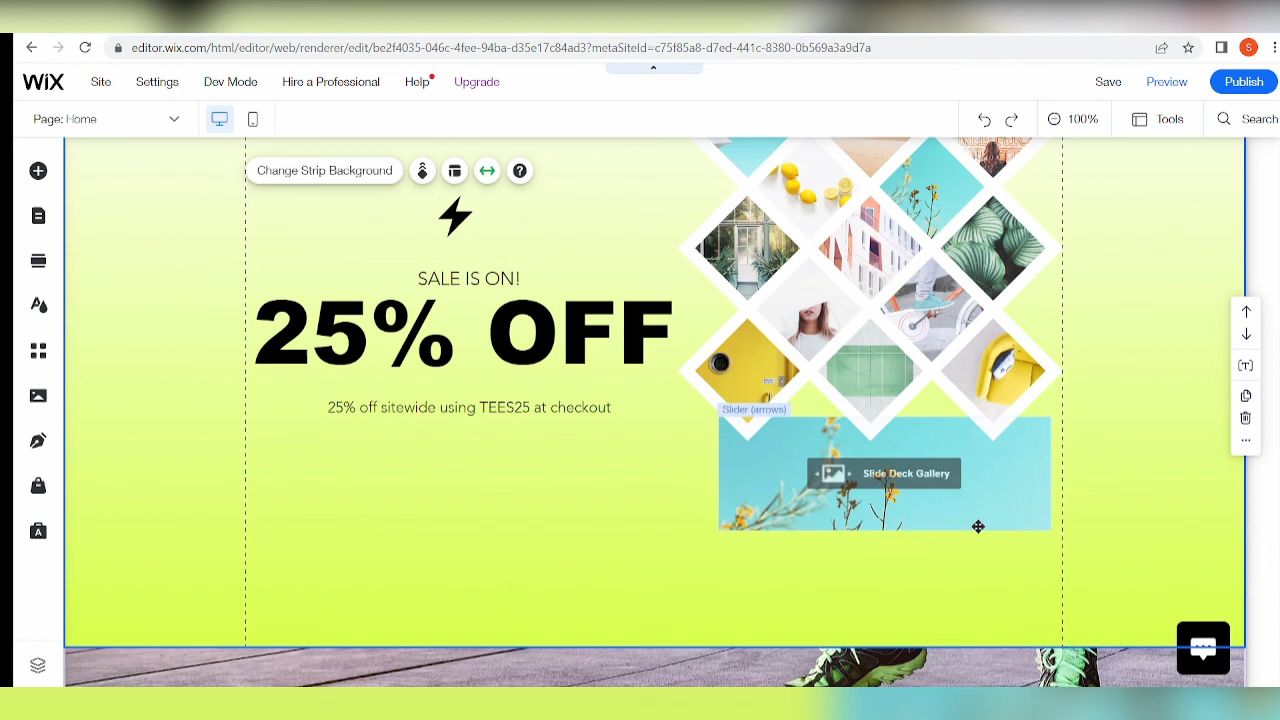 editor.wix.com/html/editor/web/renderer/edit/be2f4035-046c-4fee-94ba-d35e17e64ad3?metaSiteId=c75f85a8-d7ed-441c-8380-0b569a3a9d7a
S
WIX Site Settings Dev Mode Hire a Professional Help Upgrade Save Preview Publish
Page: Home 100% Tools Search
Change Strip Background ?
SALE IS ON!
25% OFF
25% off sitewide using TEES25 at checkout
Slider (arrows)
Slide Deck Gallery